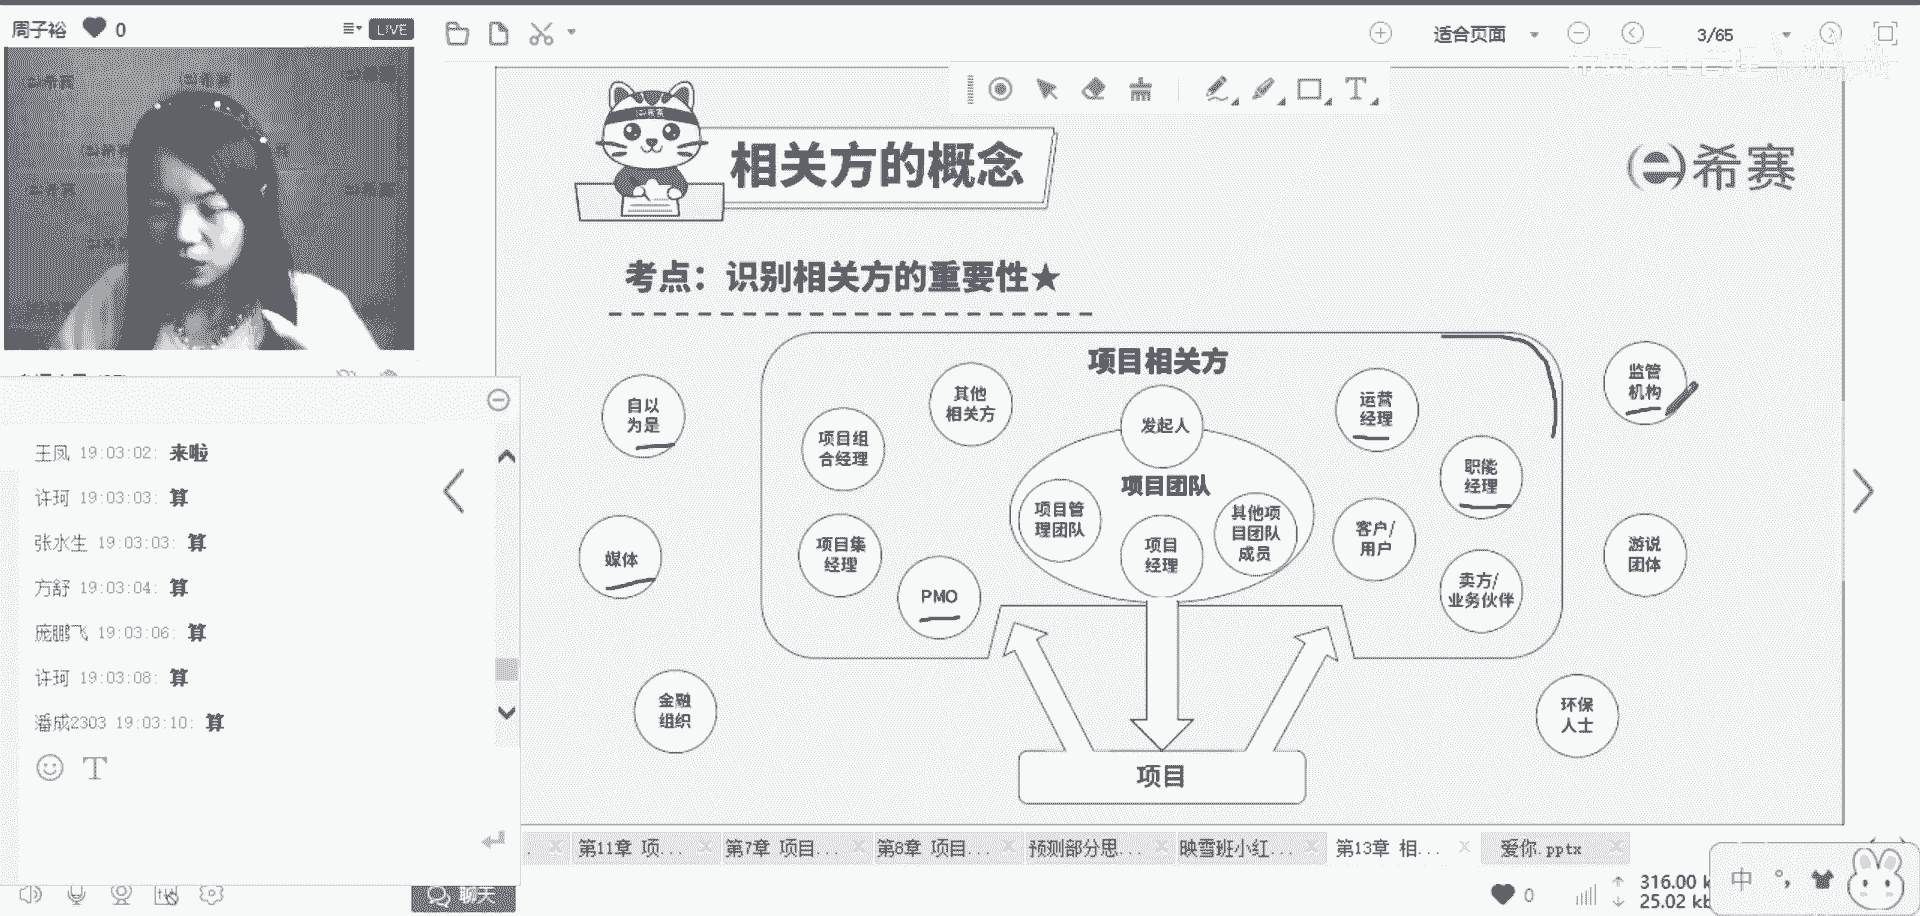 周子裕 0
LIVE
适合页面
3/65
相关方的概念
希赛
考点：识别相关方的重要性★
项目相关方
自以
为是
其他
相关方
项目组
合经理
发起人
运营
经理
监管
机构
职能
经理
项目团队
项目管
理团队
项目
经理
其他项
目团队
成员
客户/
用户
媒体
项目集
经理
PMO
卖方/
业务伙伴
游说
团体
金融
组织
环保
人士
项目
王凤 19:03:02: 来啦
许珂 19:03:03: 算
张水生 19:03:03: 算
方舒 19:03:04: 算
庞鹏飞 19:03:06: 算
许珂 19:03:08: 算
潘成2303 19:03:10: 算
第11章 项...
第7章 项目...
第8章 项目...
预测部分思...
映雪班小红...
第13章 相...
爱你.pptx
聊天
0
316.00 k
25.02 kb
中